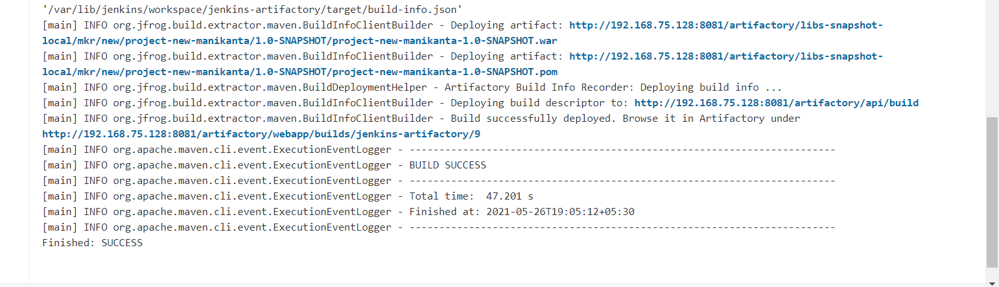 '/var/lib/jenkins/workspace/jenkins-artifactory/target/build-info.json'
[main] INFO org.jfrog.build.extractor.maven.BuildInfoClientBuilder - Deploying artifact: http://192.168.75.128:8081/artifactory/libs-snapshot-
local/mkr/new/project-new-manikanta/1.0-SNAPSHOT/project-new-manikanta-1.0-SNAPSHOT.war
[main] INFO org.jfrog.build.extractor.maven.BuildInfoClientBuilder - Deploying artifact: http://192.168.75.128:8081/artifactory/libs-snapshot-
local/mkr/new/project-new-manikanta/1.0-SNAPSHOT/project-new-manikanta-1.0-SNAPSHOT.pom
[main] INFO org.jfrog.build.extractor.maven.BuildDeploymentHelper - Artifactory Build Info Recorder: Deploying build info ...
[main] INFO org.jfrog.build.extractor.maven.BuildInfoClientBuilder - Deploying build descriptor to: http://192.168.75.128:8081/artifactory/api/build
[main] INFO org.jfrog.build.extractor.maven.BuildInfoClientBuilder - Build successfully deployed. Browse it in Artifactory under
http://192.168.75.128:8081/artifactory/webapp/builds/jenkins-artifactory/9
[main] INFO org.apache.maven.cli.event.ExecutionEventLogger - ------------------------------------------------------------------------
[main] INFO org.apache.maven.cli.event.ExecutionEventLogger - BUILD SUCCESS
[main] INFO org.apache.maven.cli.event.ExecutionEventLogger - ------------------------------------------------------------------------
[main] INFO org.apache.maven.cli.event.ExecutionEventLogger - Total time:  47.201 s
[main] INFO org.apache.maven.cli.event.ExecutionEventLogger - Finished at: 2021-05-26T19:05:12+05:30
[main] INFO org.apache.maven.cli.event.ExecutionEventLogger - ------------------------------------------------------------------------
Finished: SUCCESS